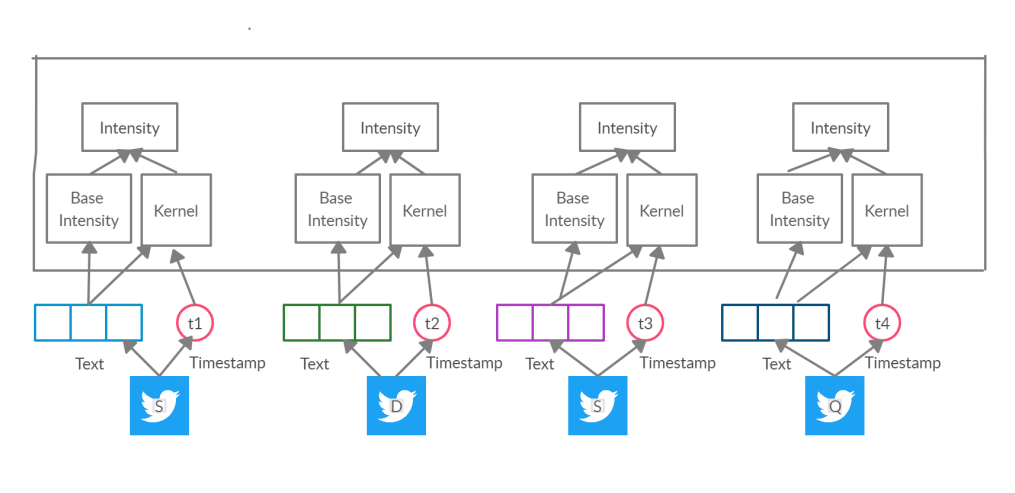 Intensity Intensity Intensity Intensity
Base Intensity Kernel Base Intensity Kernel Base Intensity Kernel Base Intensity Kernel
t1 t2 t3 t4
Text Timestamp Text Timestamp Text Timestamp Text Timestamp
S D S Q